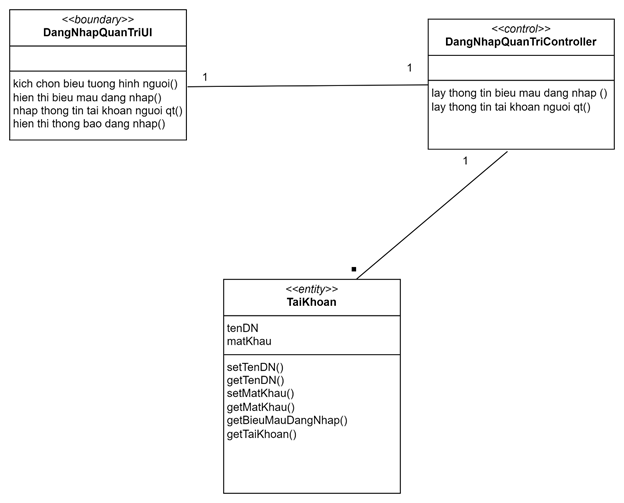 <<boundary>>
DangNhapQuanTriUI
kich chon bieu tuong hinh nguoi()
hien thi bieu mau dang nhap()
nhap thong tin tai khoan nguoi qt()
hien thi thong bao dang nhap()
1
1
<<control>>
DangNhapQuanTriController
lay thong tin bieu mau dang nhap ()
lay thong tin tai khoan nguoi qt()
1
<<entity>>
TaiKhoan
tenDN
matKhau
setTenDN()
getTenDN()
setMatKhau()
getMatKhau()
getBieuMauDangNhap()
getTaiKhoan()